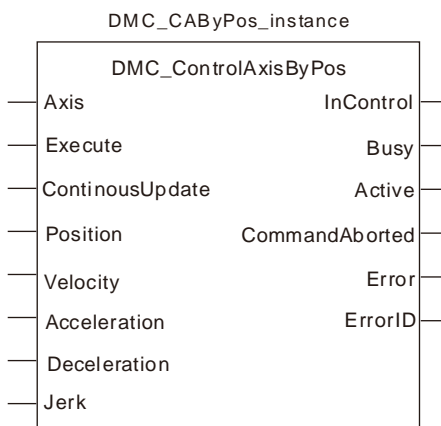 DMC_CAByPos_instance
DMC_ControlAxisByPos
Axis InControl
Execute Busy
ContinousUpdate Active
Position CommandAborted
Velocity Error
Acceleration ErrorID
Deceleration
Jerk